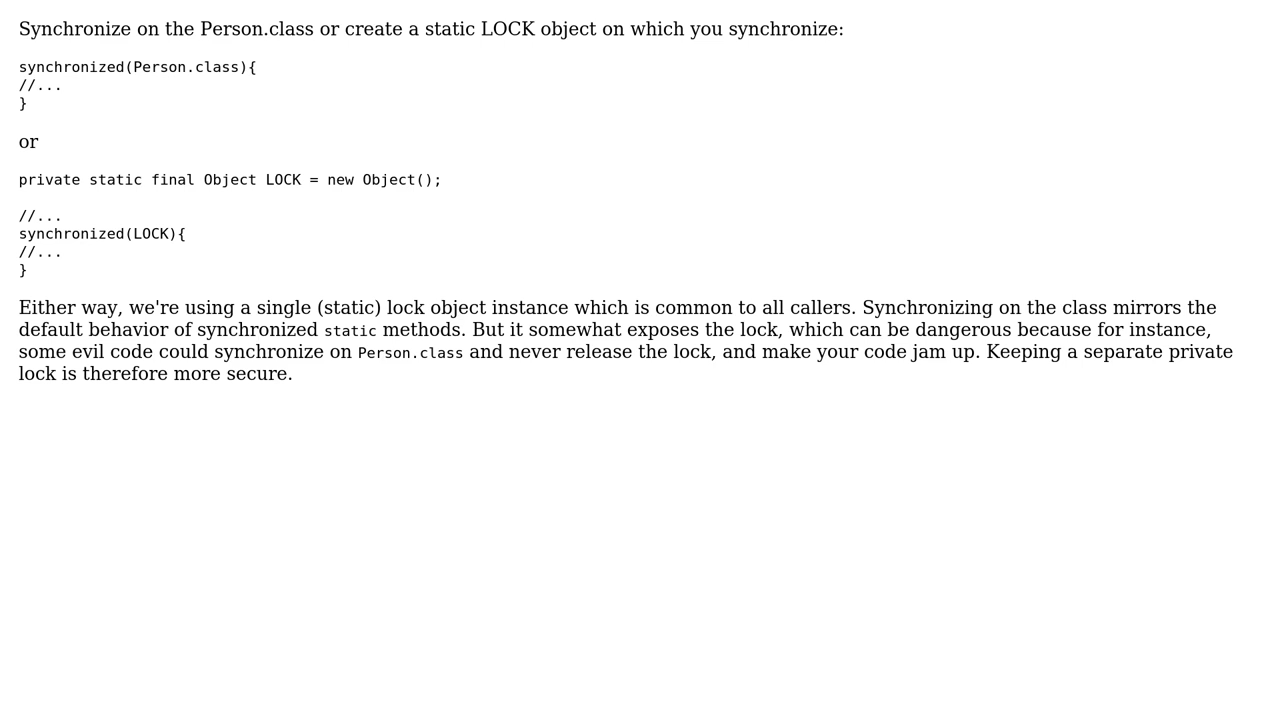 Synchronize on the Person.class or create a static LOCK object on which you synchronize:
synchronized(Person.class){
//...
}
or
private static final Object LOCK = new Object();
//...
synchronized(LOCK){
//...
}
Either way, we're using a single (static) lock object instance which is common to all callers. Synchronizing on the class mirrors the
default behavior of synchronized static methods. But it somewhat exposes the lock, which can be dangerous because for instance,
some evil code could synchronize on Person.class and never release the lock, and make your code jam up. Keeping a separate private
lock is therefore more secure.